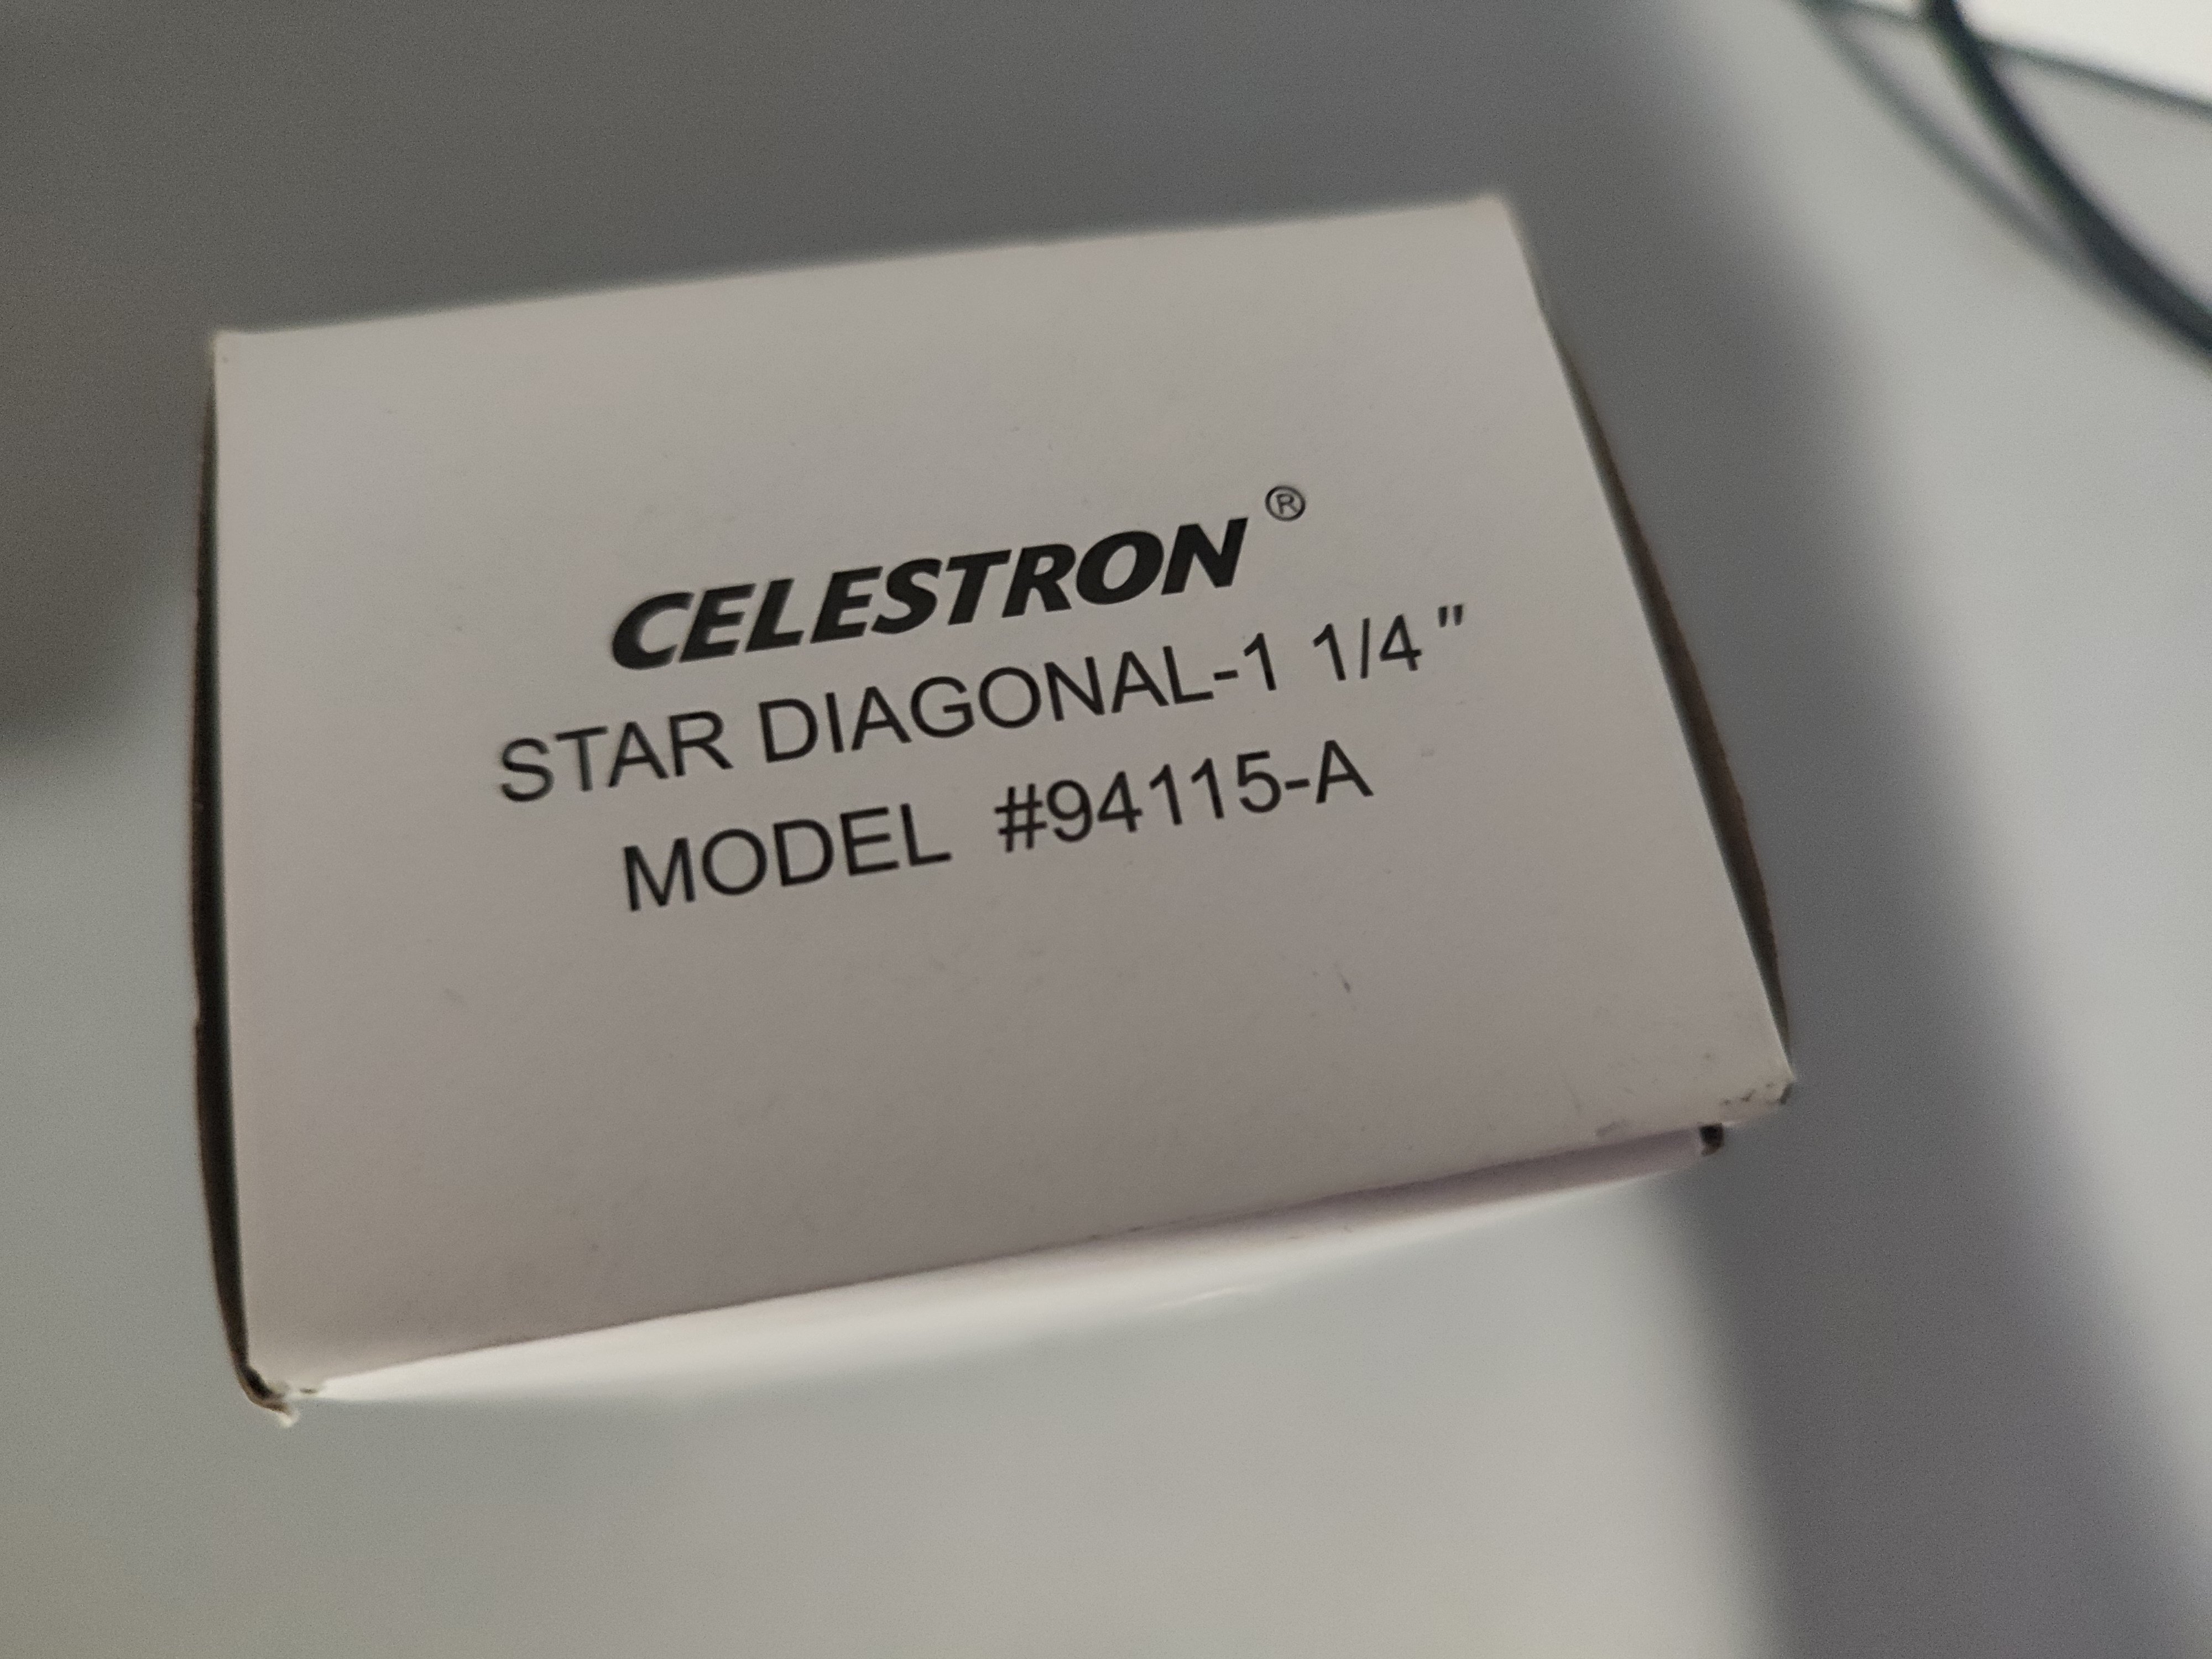 CELESTRON®
STAR DIAGONAL-1 1/4"
MODEL #94115-A